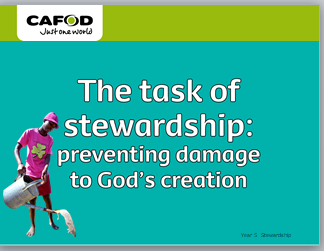 CAFOD
Just one world
The task of
stewardship:
preventing damage
to God's creation
Year 5 Stewardship